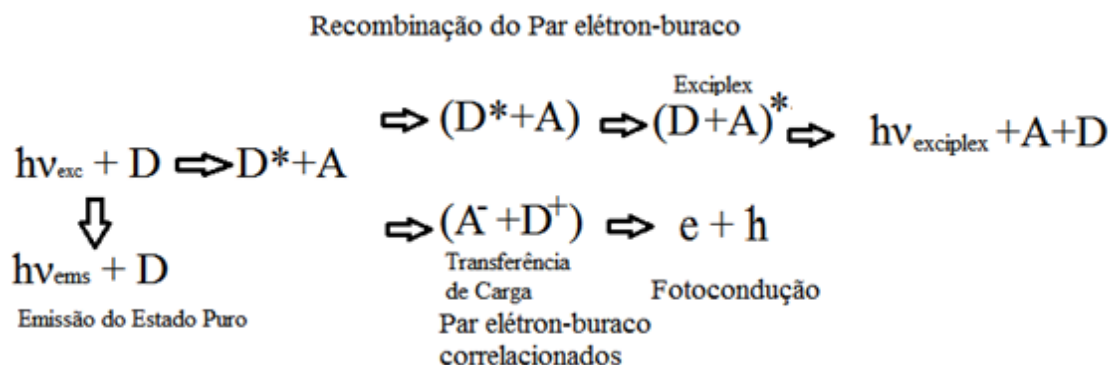 Recombinação do Par elétron-buraco
Exciplex
⇨ (D*+A) ⇨ (D+A)* ⇨ hνexciplex +A+D
hνexc + D ⇨ D*+A
⇨ (A⁻ +D⁺) ⇨ e + h
hνems + D
Transferência
de Carga
Fotocondução
Emissão do Estado Puro
Par elétron-buraco
correlacionados